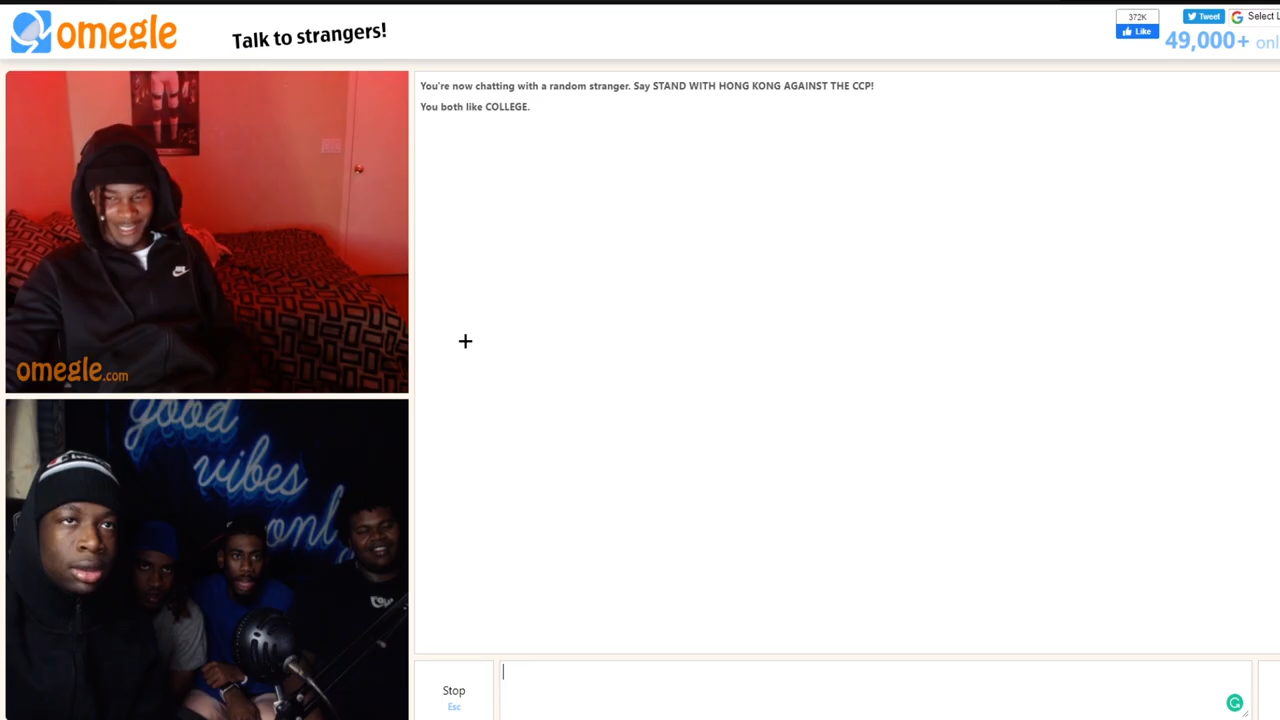 omegle
Talk to strangers!
372K
Like
Tweet
Select L
49,000+ onl
You're now chatting with a random stranger. Say STAND WITH HONG KONG AGAINST THE CCP!
You both like COLLEGE.
omegle.com
good
vibes
only
Stop
Esc